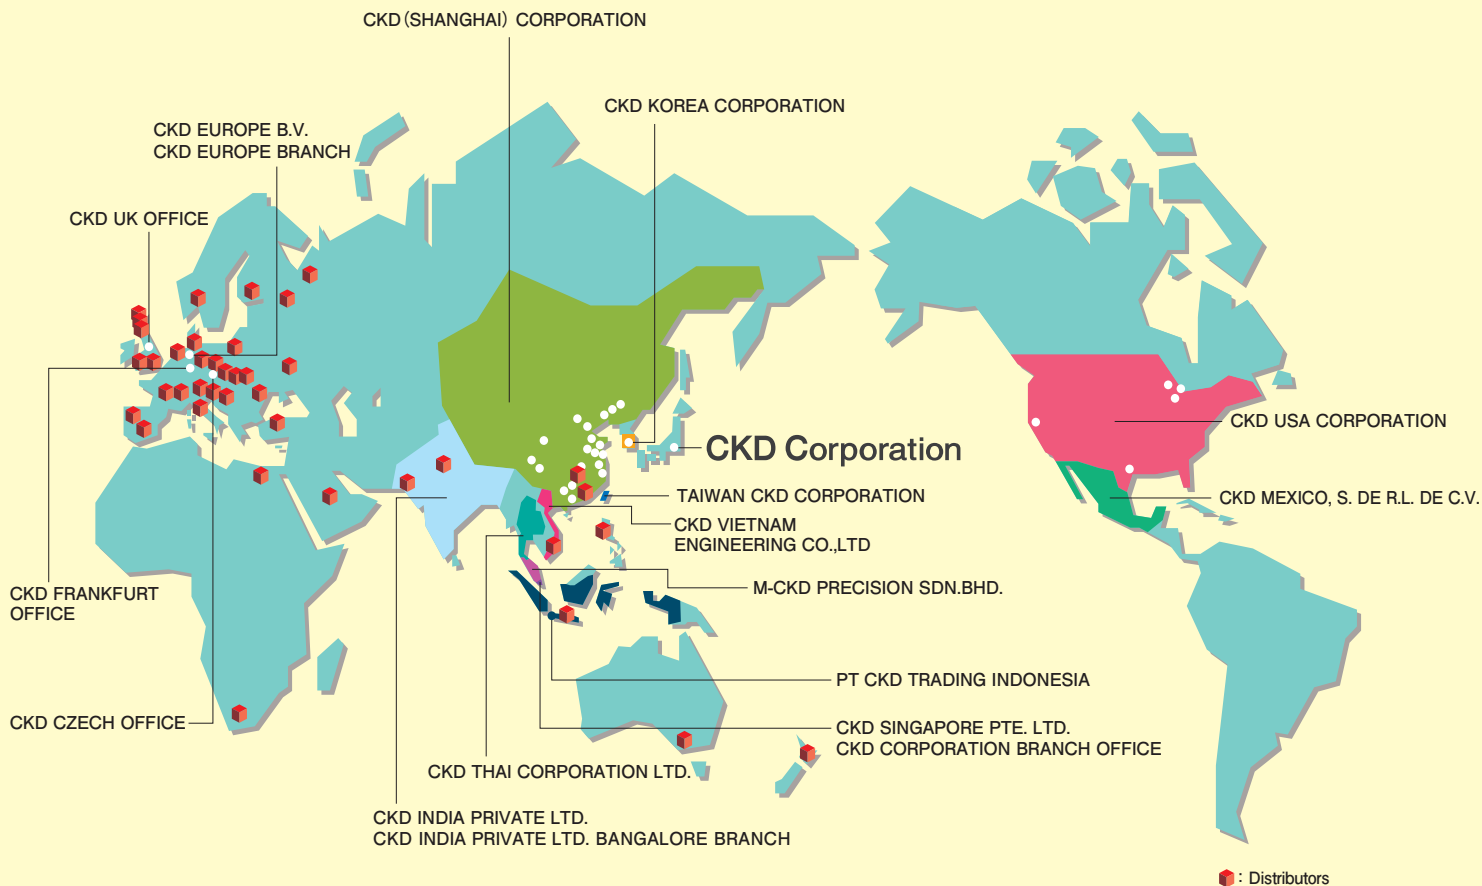 CKD（SHANGHAI）CORPORATION
CKD KOREA CORPORATION
CKD EUROPE B.V.
CKD EUROPE BRANCH
CKD UK OFFICE
CKD USA CORPORATION
CKD Corporation
TAIWAN CKD CORPORATION
CKD MEXICO, S. DE R.L. DE C.V.
CKD VIETNAM
ENGINEERING CO.,LTD
M-CKD PRECISION SDN.BHD.
CKD FRANKFURT
OFFICE
PT CKD TRADING INDONESIA
CKD CZECH OFFICE
CKD SINGAPORE PTE. LTD.
CKD CORPORATION BRANCH OFFICE
CKD THAI CORPORATION LTD.
CKD INDIA PRIVATE LTD.
CKD INDIA PRIVATE LTD. BANGALORE BRANCH
: Distributors